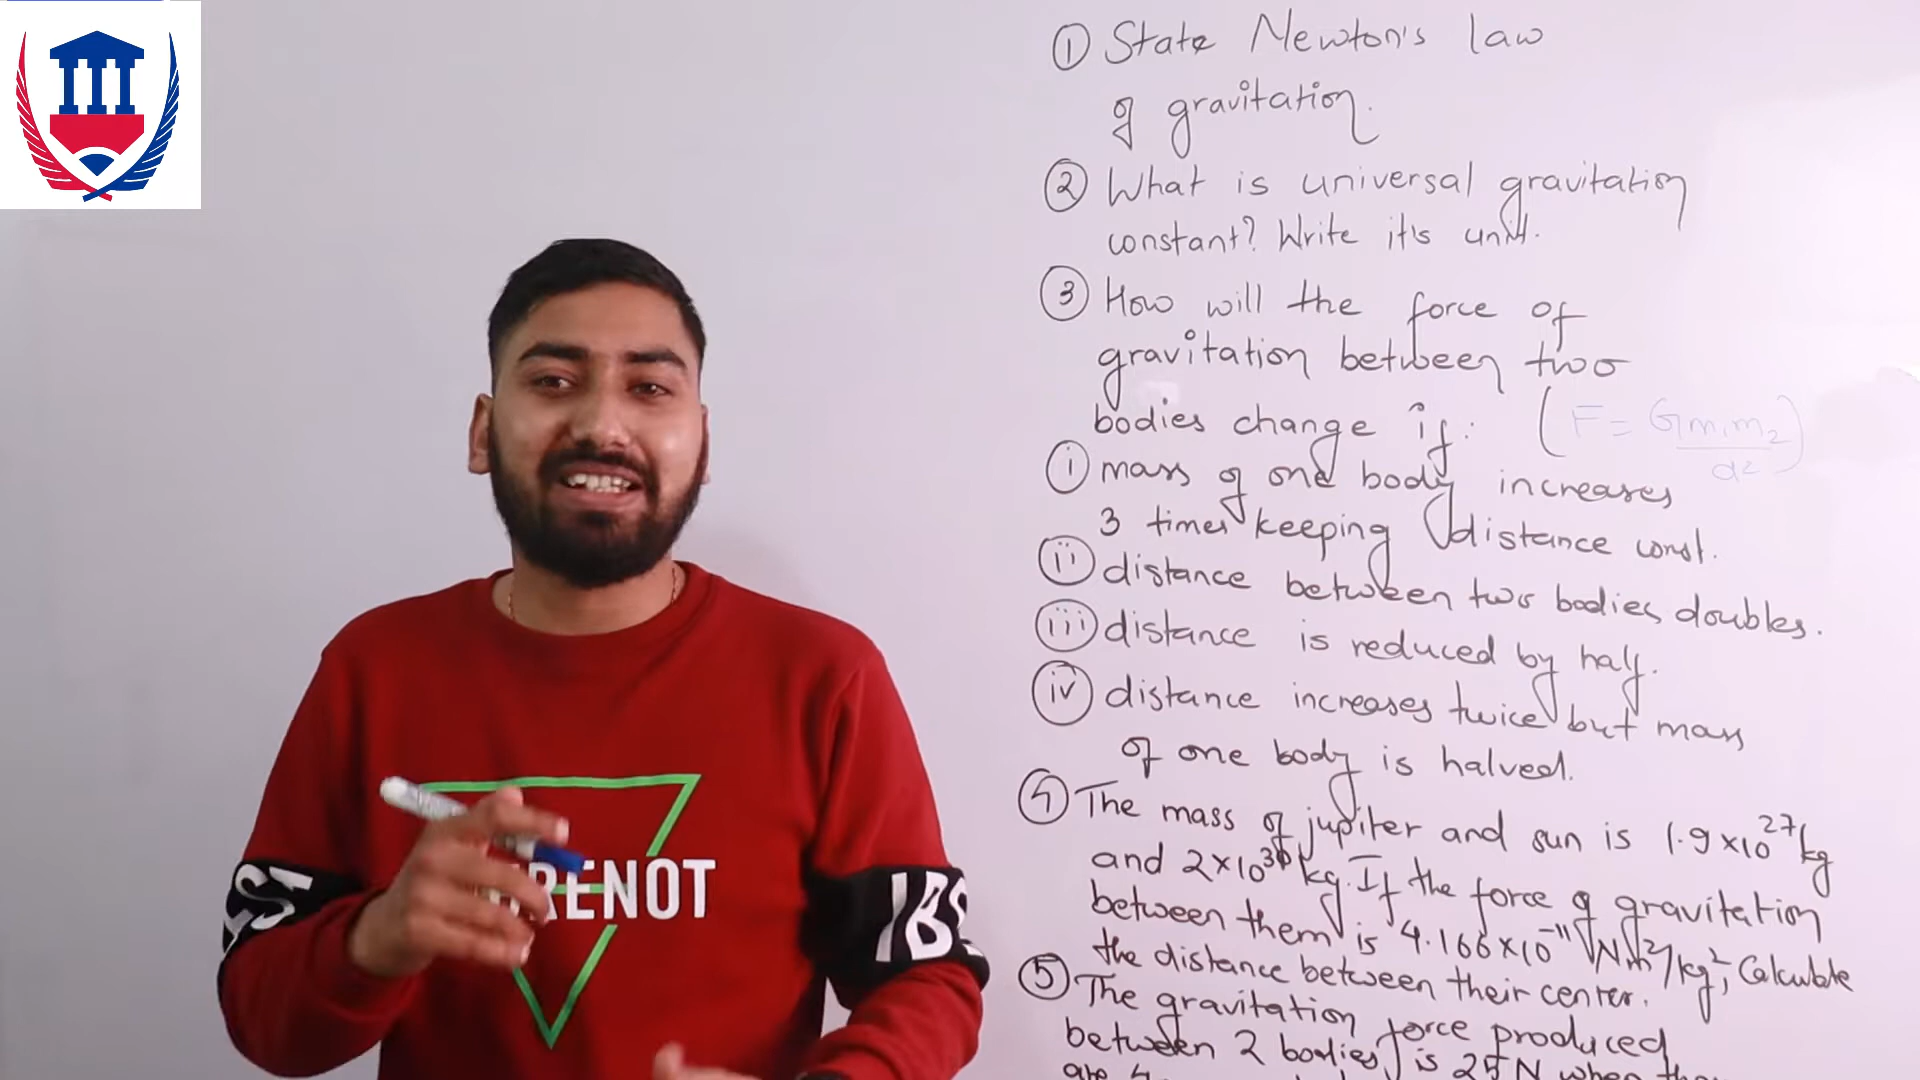 ① State Newton's law
of gravitation.
② What is universal gravitation
constant? Write it's unit.
③ How will the force of
gravitation between two
bodies change if: (F = Gm₁m₂/d²)
ⓘ mass of one body increases
3 times keeping distance const.
ⅱ distance between two bodies doubles.
ⅲ distance is reduced by half.
ⅳ distance increases twice but mass
of one body is halved.
④ The mass of jupiter and sun is 1.9×10²⁷kg
and 2×10³⁰kg. If the force of gravitation
between them is 4.166×10⁻¹¹ Nm²/kg², Calculate
the distance between their center.
⑤ The gravitation force produced
between 2 bodies is 25 N when
are
RENOT
IBS